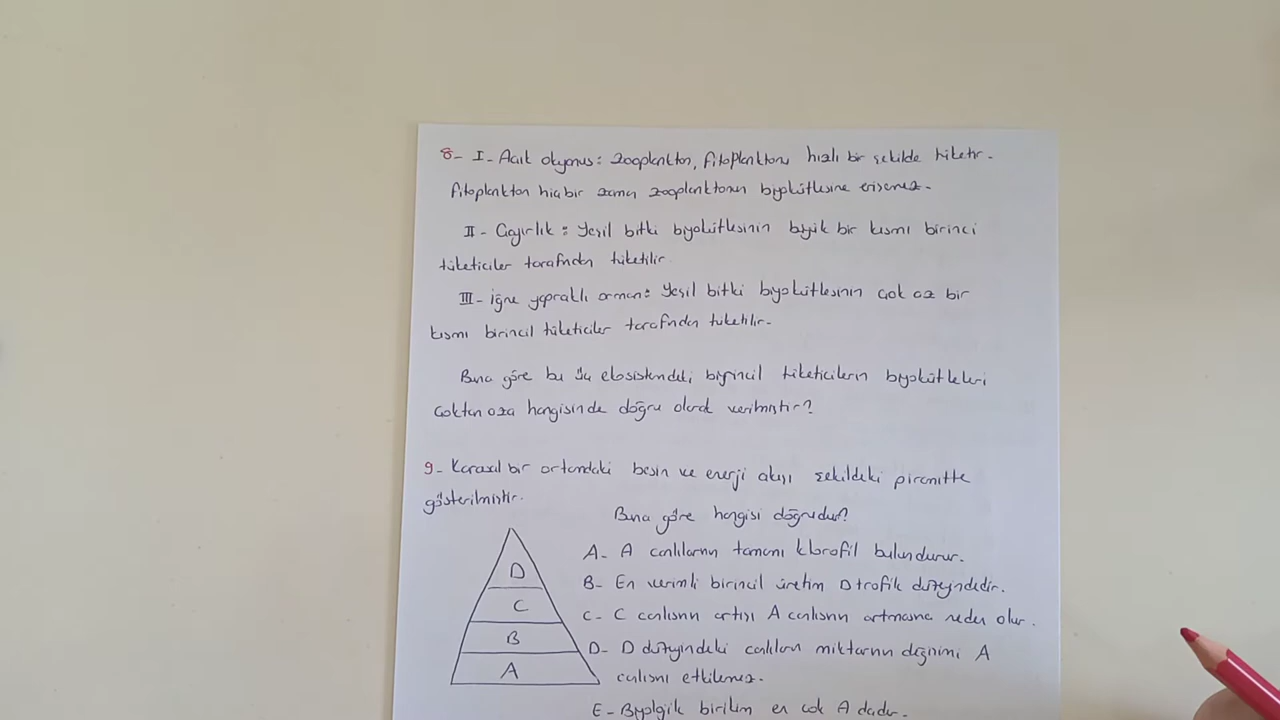 8- I- Açık okyanus: zooplankton, fitoplanktonu hızlı bir şekilde tüketir.
fitoplankton hiçbir zaman zooplanktonun biyokütlesine erişemez.
II- Çayırlık: Yeşil bitki biyokütlesinin büyük bir kısmı birinci
tüketiciler tarafından tüketilir
III- iğne yapraklı orman: Yeşil bitki biyokütlesinin çok az bir
kısmı birincil tüketiciler tarafından tüketilir.
Buna göre bu üç ekosistemdeki birincil tüketicilerin biyokütleleri
çoktan aza hangisinde doğru olarak verilmiştir?
9- Karasal bir ortamdaki besin ve enerji akışı şekildeki piramitte
gösterilmiştir.
Buna göre hangisi doğrudur?
A- A canlılarının tamamı klorofil bulundurur.
B- En verimli birincil üretim D trofik düzeyindedir.
C- C canlısının artışı A canlısının artmasına neden olur.
D- D düzeyindeki canlıların miktarının değişimi A
canlısını etkilemez.
E- Biyolojik birikim en çok A dadır.
D
C
B
A